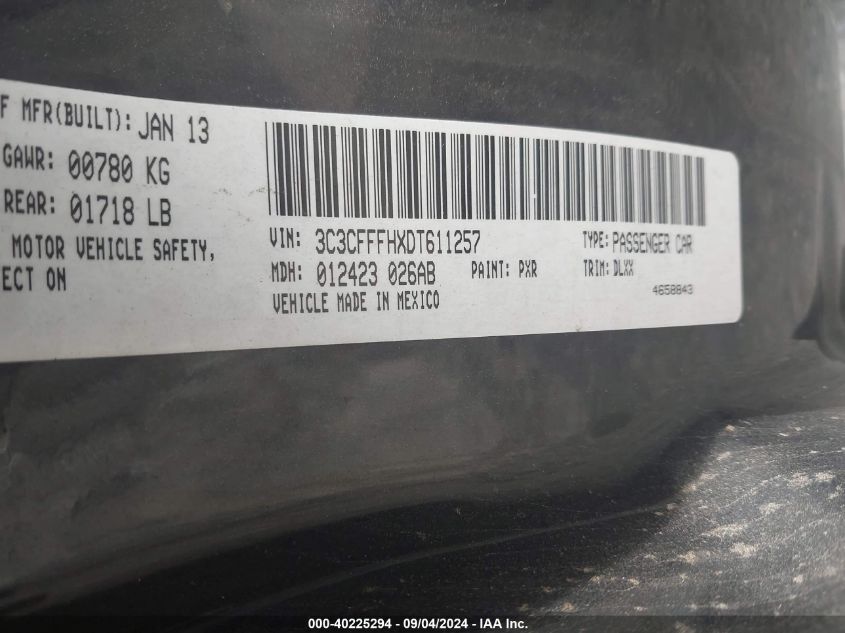 F MFR(BUILT): JAN 13
GAWR: 00780 KG
REAR: 01718 LB
MOTOR VEHICLE SAFETY,
ECT ON
VIN: 3C3CFFFHXDT611257
TYPE: PASSENGER CAR
MDH: 012423 026AB
PAINT: PXR
TRIM: DLXX
VEHICLE MADE IN MEXICO
4658843
000-40225294 - 09/04/2024 - IAA Inc.